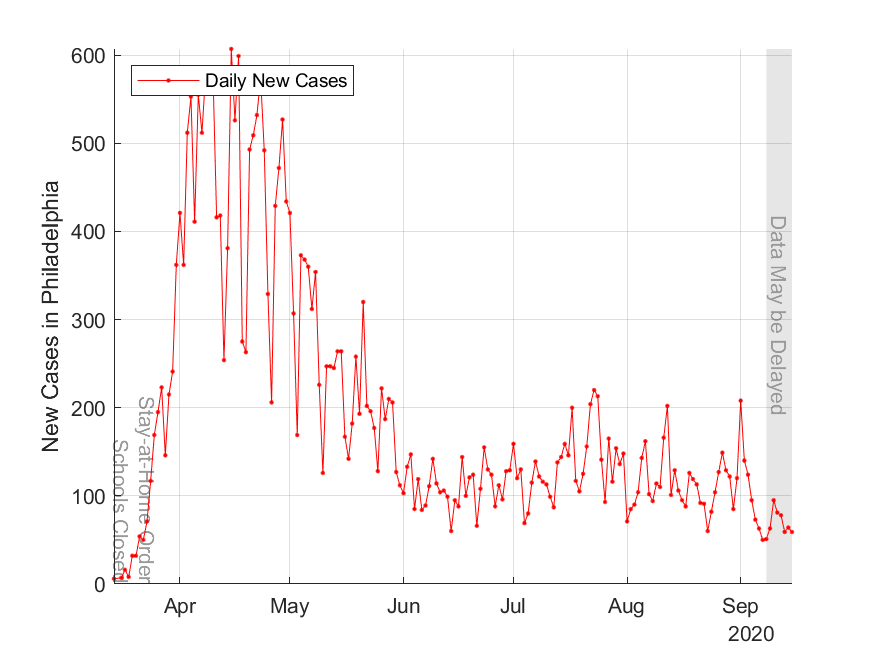 Daily New Cases
New Cases in Philadelphia
600
500
400
300
200
100
0
Schools Closed
Stay-at-Home Order
Data May be Delayed
Apr
May
Jun
Jul
Aug
Sep
2020